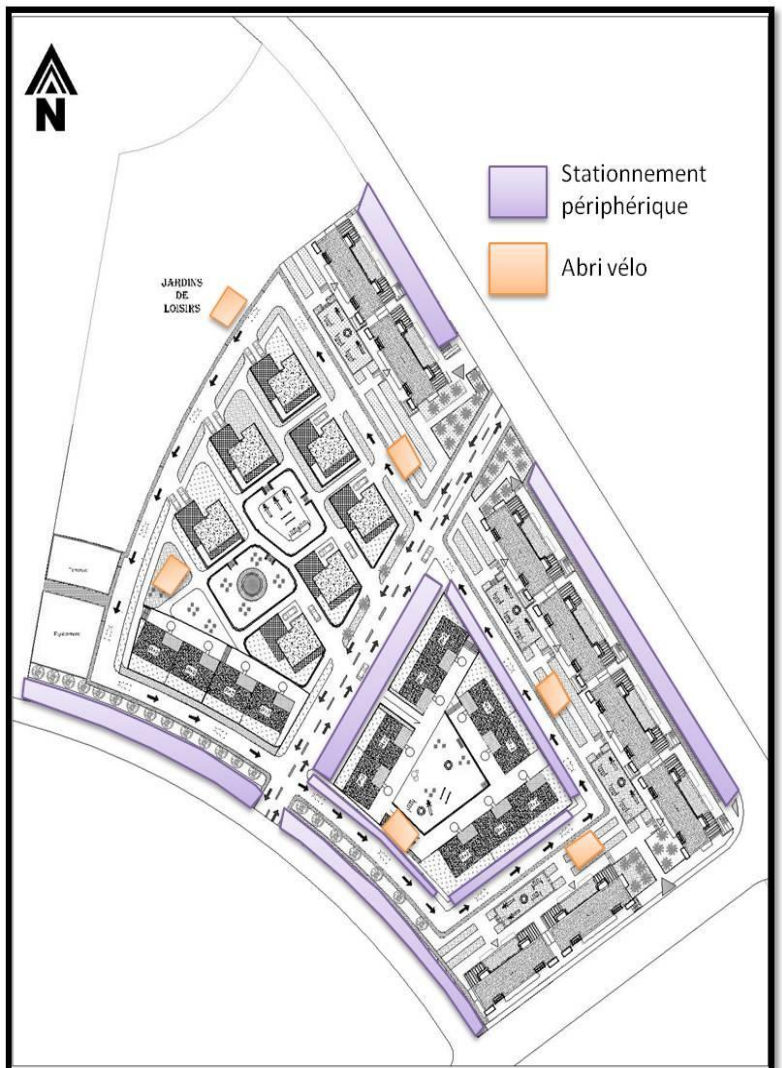 N
Stationnement
périphérique
Abri vélo
JARDINS
DE
LOISIRS